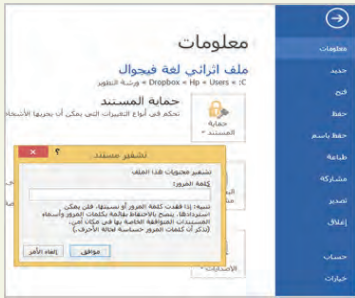 معلومات
ملف اثرائي لغة فيجوال
C: » Users » Hp » Dropbox » ورشة التطوير
حماية المستند
تحكم في أنواع التغييرات التي يمكن أن يجريها
حماية
المستند
معلومات
جديد
فتح
حفظ
حفظ باسم
طباعة
مشاركة
تصدير
إغلاق
حساب
خيارات
تشفير مستند
؟
×
تشفير محتويات هذا الملف
كلمة المرور:
تنبيه: إذا فقدت كلمة المرور أو نسيتها، فلن يمكن
استردادها. ينصح بالاحتفاظ بقائمة بكلمات المرور وأسماء
المستندات المتوافقة الخاصة بها في مكان آمن.
(تذكر أن كلمات المرور حساسة لحالة الأحرف.)
موافق
إلغاء الأمر
الإصدارات